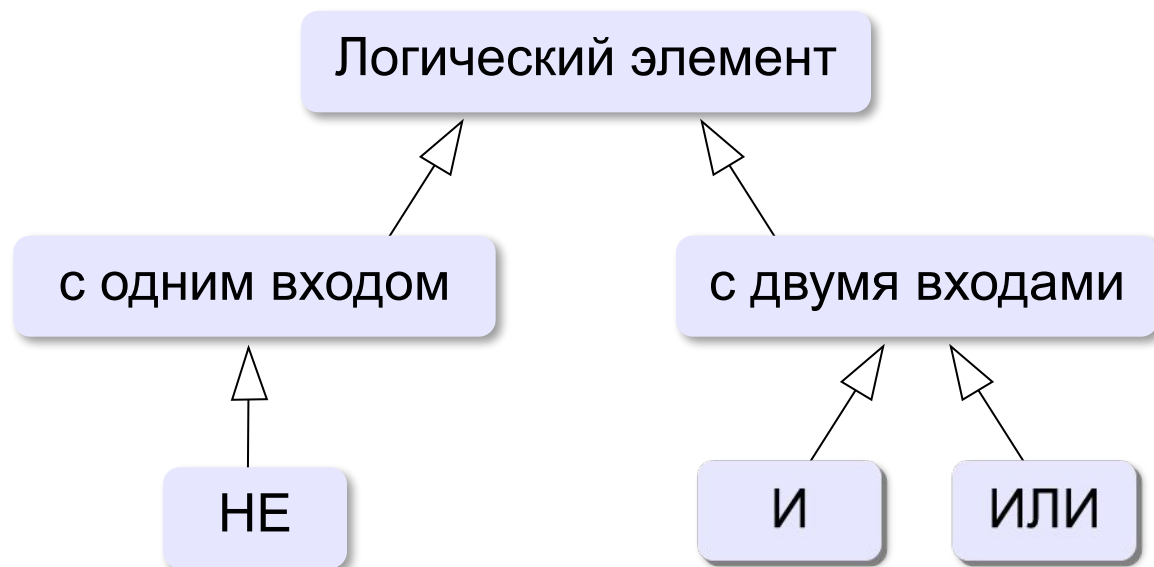 Логический элемент
с одним входом
с двумя входами
НЕ
И
ИЛИ